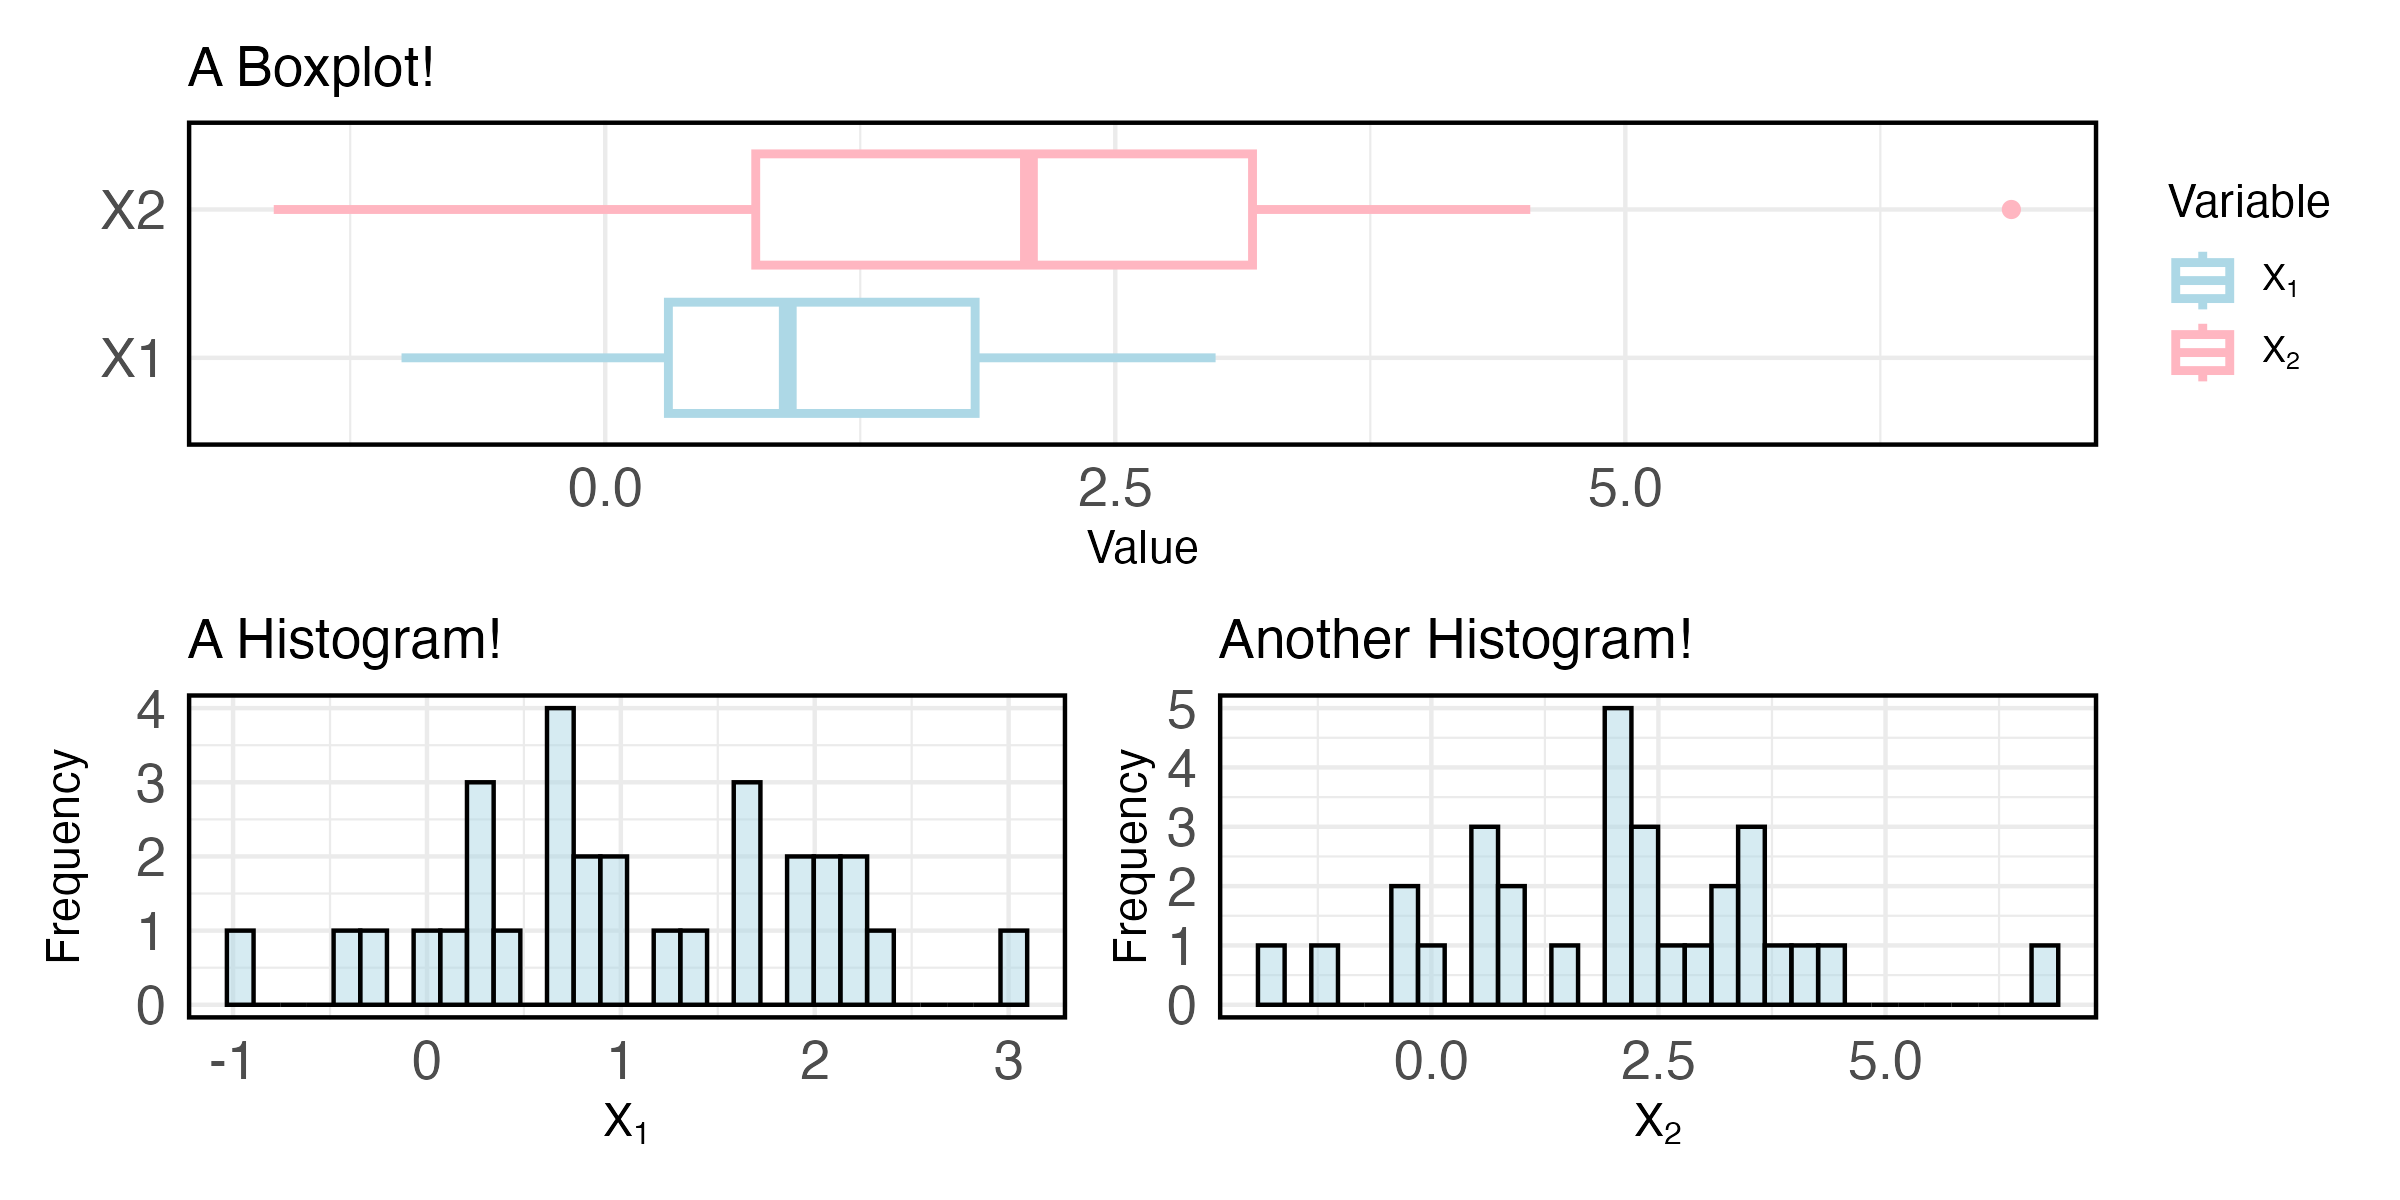 A Boxplot!
X2
X1
0.0 2.5 5.0
Value
Variable
X₁
X₂
A Histogram!
Frequency
4
3
2
1
0
-1 0 1 2 3
X₁
Another Histogram!
Frequency
5
4
3
2
1
0
0.0 2.5 5.0
X₂